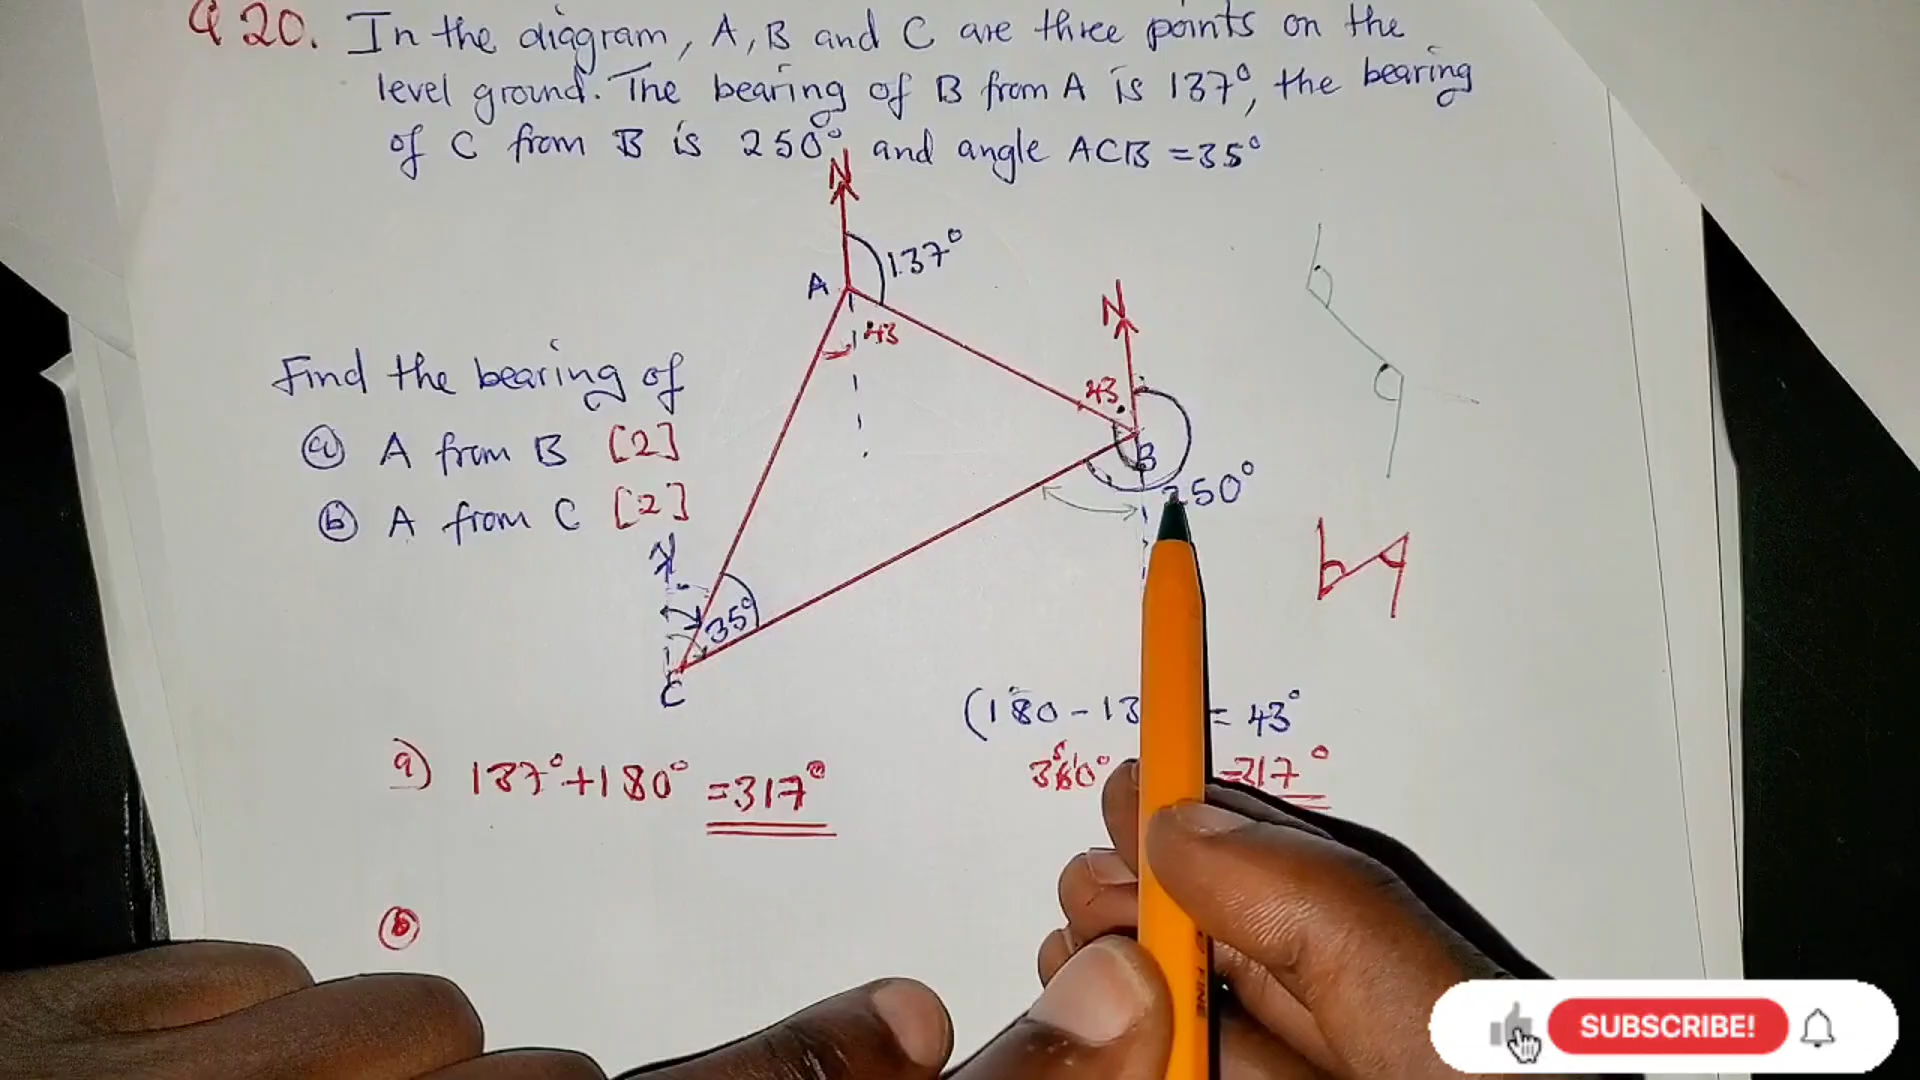 Q 20. In the diagram, A, B and C are three points on the
level ground. The bearing of B from A is 137°, the bearing
of C from B is 250° and angle ACB = 35°
N
A
137°
43
N
43
B
250°
Find the bearing of
(a) A from B [2]
(b) A from C [2]
35°
C
(180 - 13 = 43°
a) 137° + 180° = 317°
360° =317°
(b)
FINE
SUBSCRIBE!